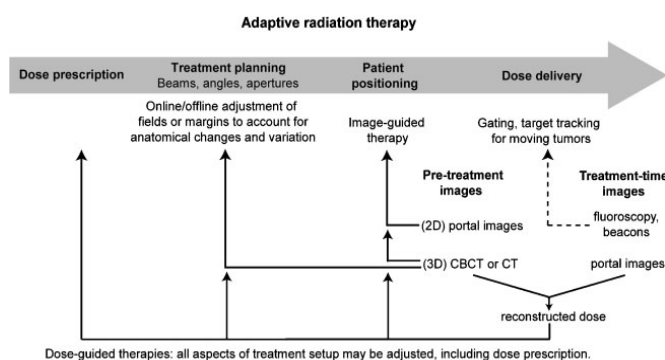 Adaptive radiation therapy
Dose prescription
Treatment planning
Beams, angles, apertures
Patient
positioning
Dose delivery
Online/offline adjustment of
fields or margins to account for
anatomical changes and variation
Image-guided
therapy
Gating, target tracking
for moving tumors
Pre-treatment
images
Treatment-time
images
(2D) portal images
fluoroscopy,
beacons
(3D) CBCT or CT
portal images
reconstructed dose
Dose-guided therapies: all aspects of treatment setup may be adjusted, including dose prescription.